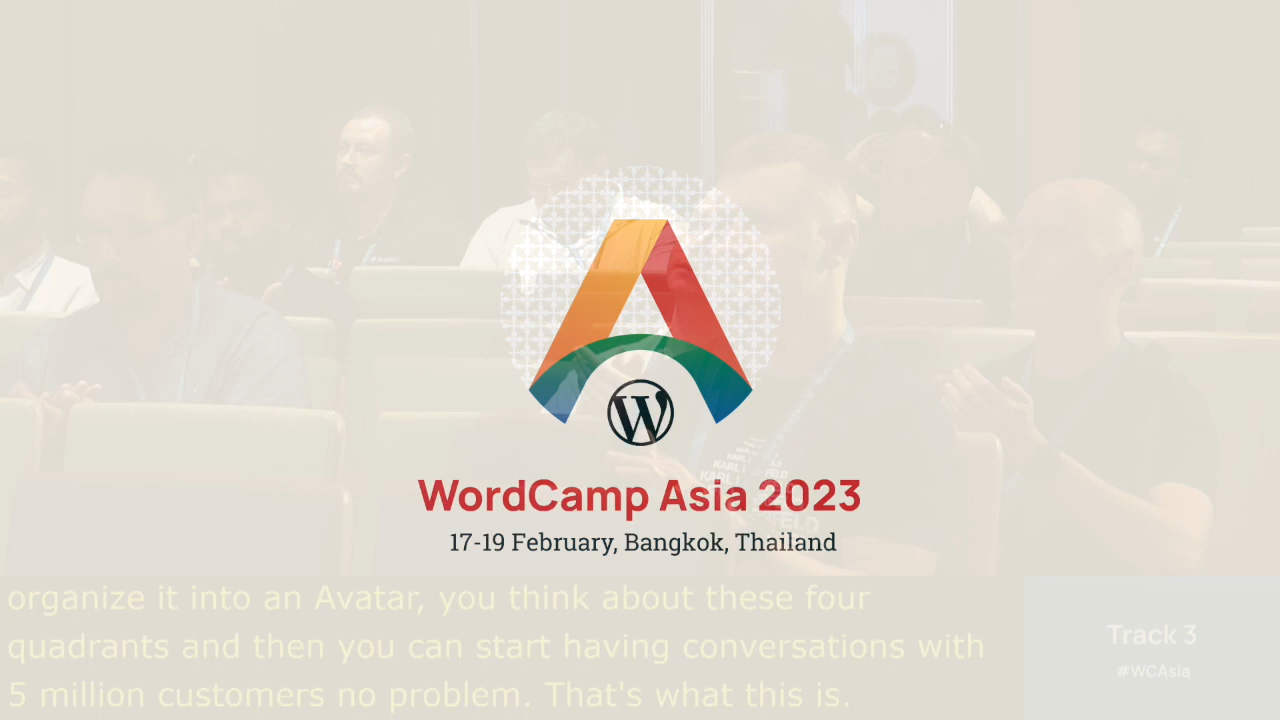 WordCamp Asia 2023
17-19 February, Bangkok, Thailand
organize it into an Avatar, you think about these four
quadrants and then you can start having conversations with
5 million customers no problem. That's what this is.
Track 3
#WCAsia